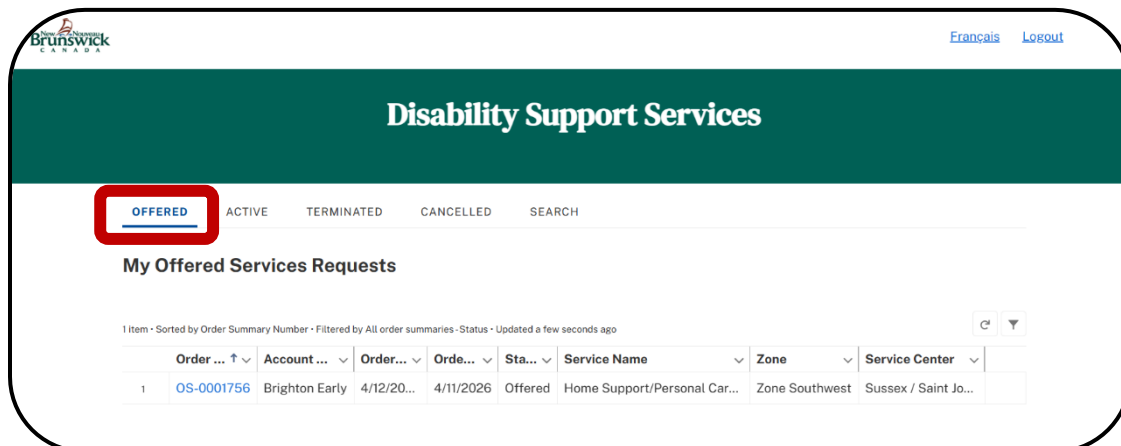 New Nouveau
Brunswick
CANADA
Français Logout
Disability Support Services
OFFERED ACTIVE TERMINATED CANCELLED SEARCH
My Offered Services Requests
1 item • Sorted by Order Summary Number • Filtered by All order summaries - Status • Updated a few seconds ago
Order ... ↑ Account ... Order... Orde... Sta... Service Name Zone Service Center
1 OS-0001756 Brighton Early 4/12/20... 4/11/2026 Offered Home Support/Personal Car... Zone Southwest Sussex / Saint Jo...